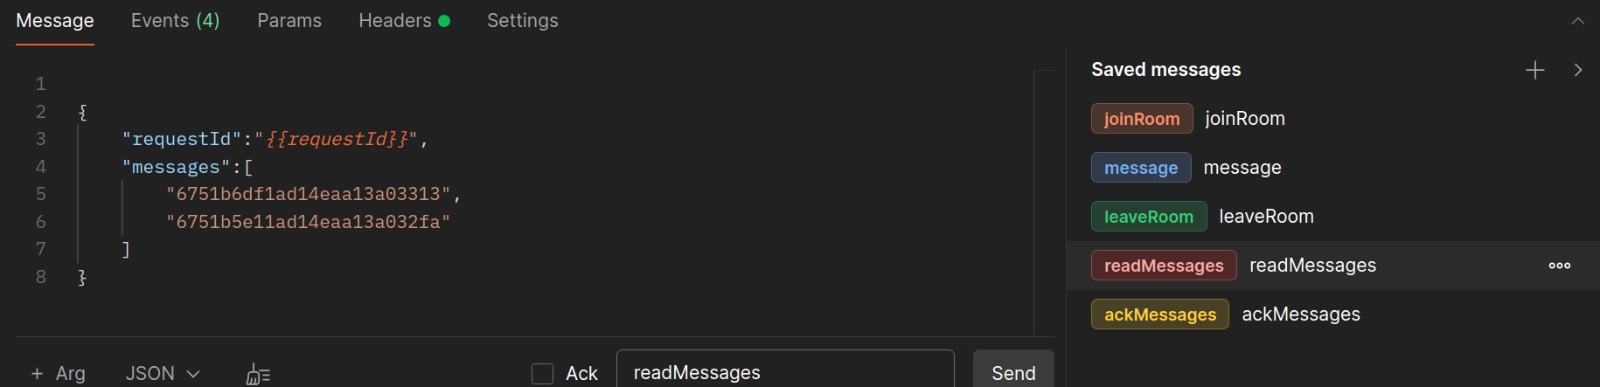 Message Events (4) Params Headers Settings
Saved messages
1
2 {
3 "requestId":"{{requestId}}",
4 "messages":[
5 "6751b6df1ad14eaa13a03313",
6 "6751b5e11ad14eaa13a032fa"
7 ]
8 }
joinRoom joinRoom
message message
leaveRoom leaveRoom
readMessages readMessages
ackMessages ackMessages
+ Arg JSON Ack readMessages Send